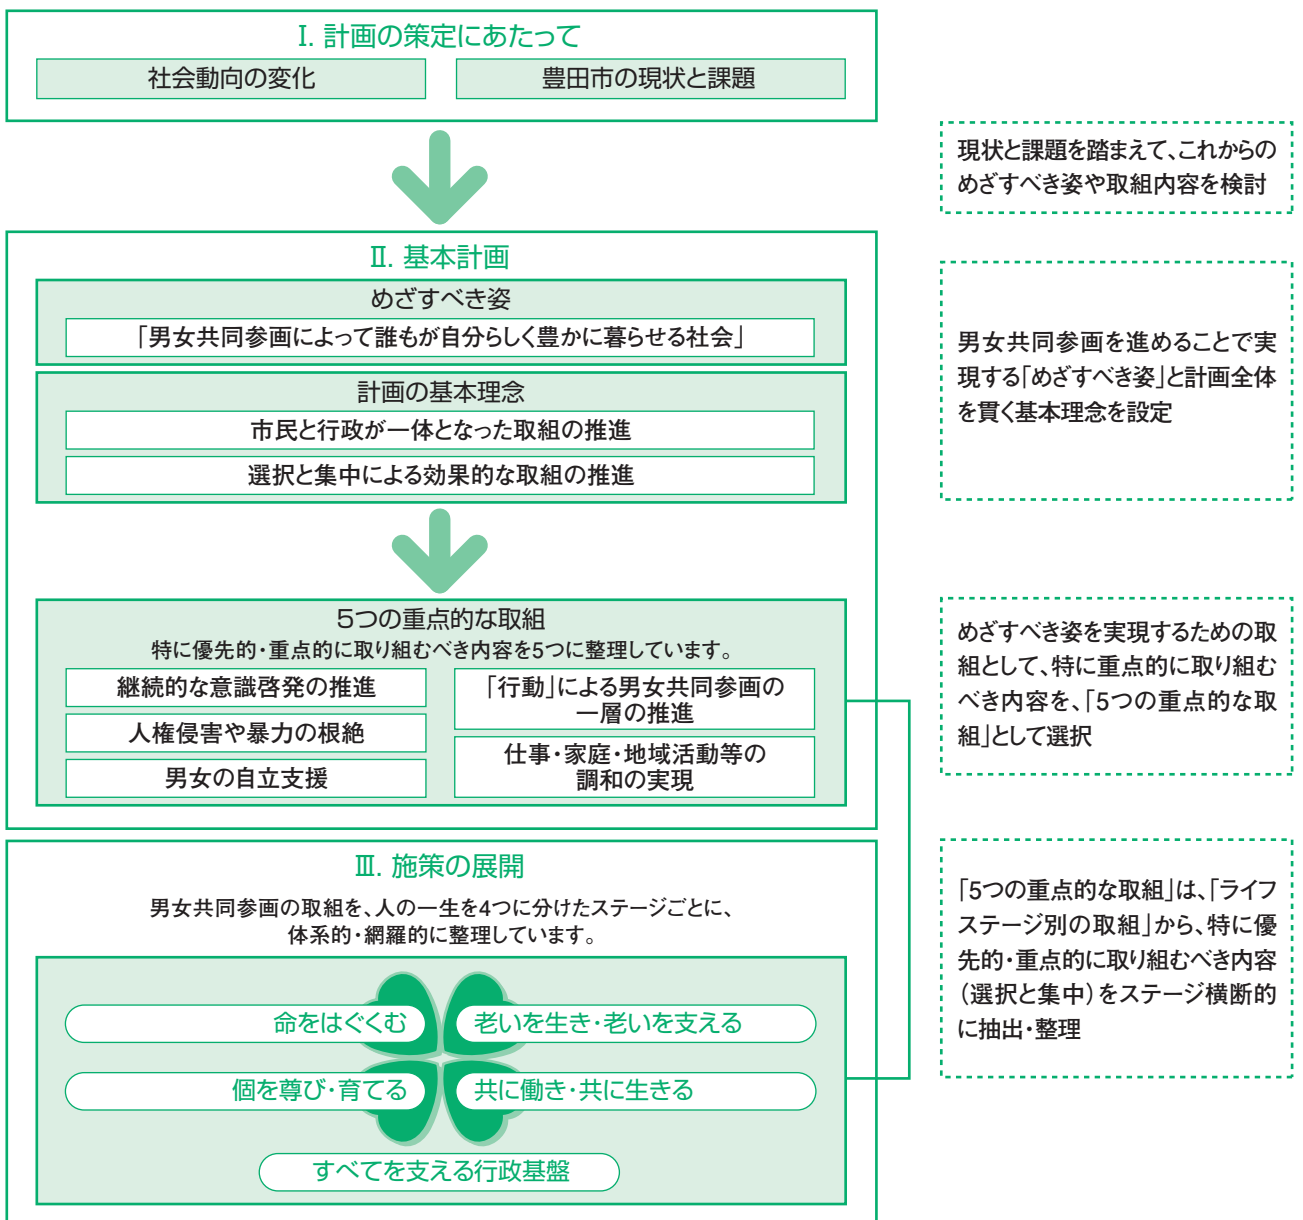 Ⅰ. 計画の策定にあたって
社会動向の変化
豊田市の現状と課題
現状と課題を踏まえて、これからの
めざすべき姿や取組内容を検討
Ⅱ. 基本計画
めざすべき姿
「男女共同参画によって誰もが自分らしく豊かに暮らせる社会」
計画の基本理念
市民と行政が一体となった取組の推進
選択と集中による効果的な取組の推進
男女共同参画を進めることで実
現する「めざすべき姿」と計画全体
を貫く基本理念を設定
5つの重点的な取組
特に優先的・重点的に取り組むべき内容を5つに整理しています。
継続的な意識啓発の推進
人権侵害や暴力の根絶
男女の自立支援
「行動」による男女共同参画の
一層の推進
仕事・家庭・地域活動等の
調和の実現
めざすべき姿を実現するための取
組として、特に重点的に取り組む
べき内容を、「5つの重点的な取
組」として選択
Ⅲ. 施策の展開
男女共同参画の取組を、人の一生を4つに分けたステージごとに、
体系的・網羅的に整理しています。
命をはぐくむ
老いを生き・老いを支える
個を尊び・育てる
共に働き・共に生きる
すべてを支える行政基盤
「5つの重点的な取組」は、「ライフ
ステージ別の取組」から、特に優
先的・重点的に取り組むべき内容
（選択と集中）をステージ横断的
に抽出・整理